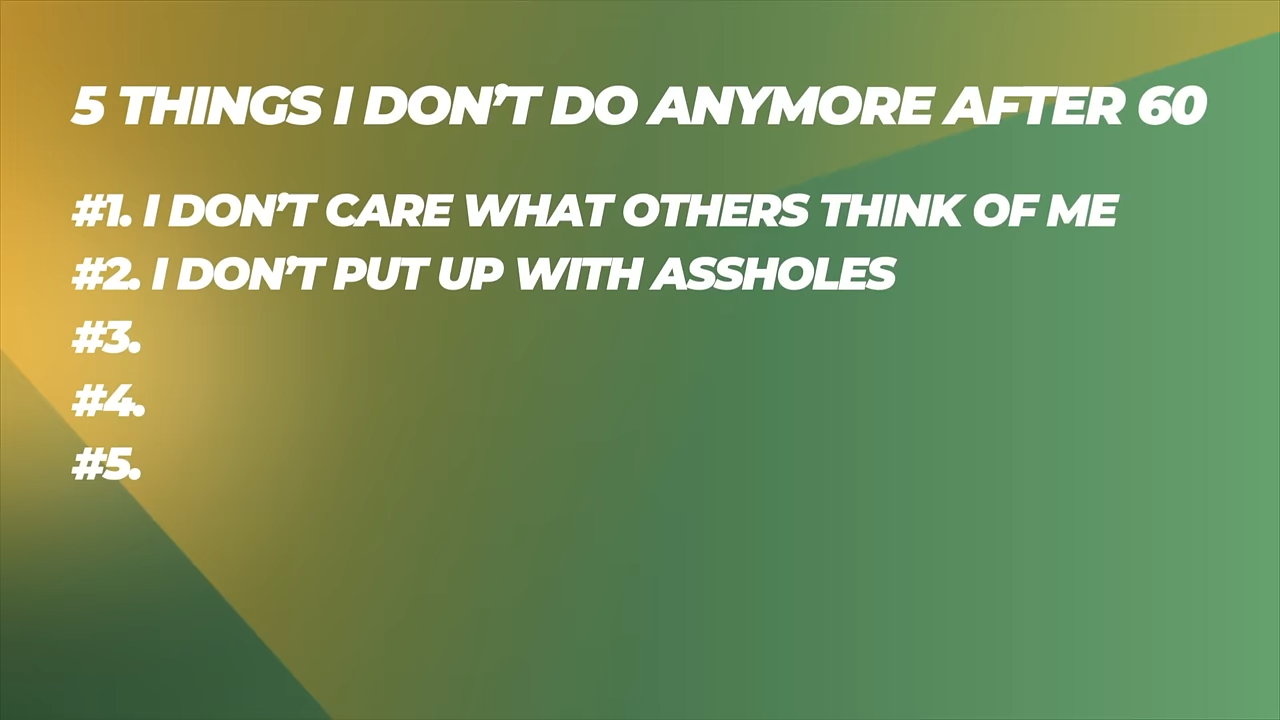 5 THINGS I DON'T DO ANYMORE AFTER 60
#1. I DON'T CARE WHAT OTHERS THINK OF ME
#2. I DON'T PUT UP WITH ASSHOLES
#3.
#4.
#5.